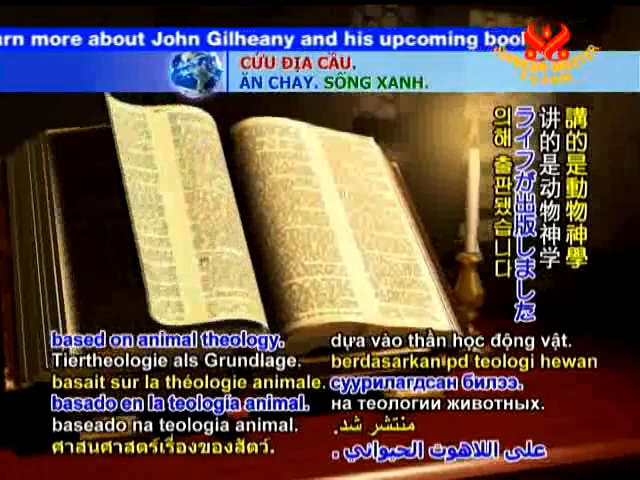 arn more about John Gilheany and his upcoming book
SUPREME MASTER
CỨU ĐỊA CẦU.
ĂN CHAY. SỐNG XANH.
講的是動物神學
讲的是动物神学
ライフが出版しました
의해 출판됐습니다
based on animal theology.
Tiertheologie als Grundlage.
basait sur la théologie animale.
basado en la teología animal.
baseado na teologia animal.
ศาสนศาสตร์เรื่องของสัตว์.
dựa vào thần học động vật.
berdasarkan pd teologi hewan
суурилагдсан билээ.
на теологии животных.
منتشر شد.
على اللاهوت الحيواني .